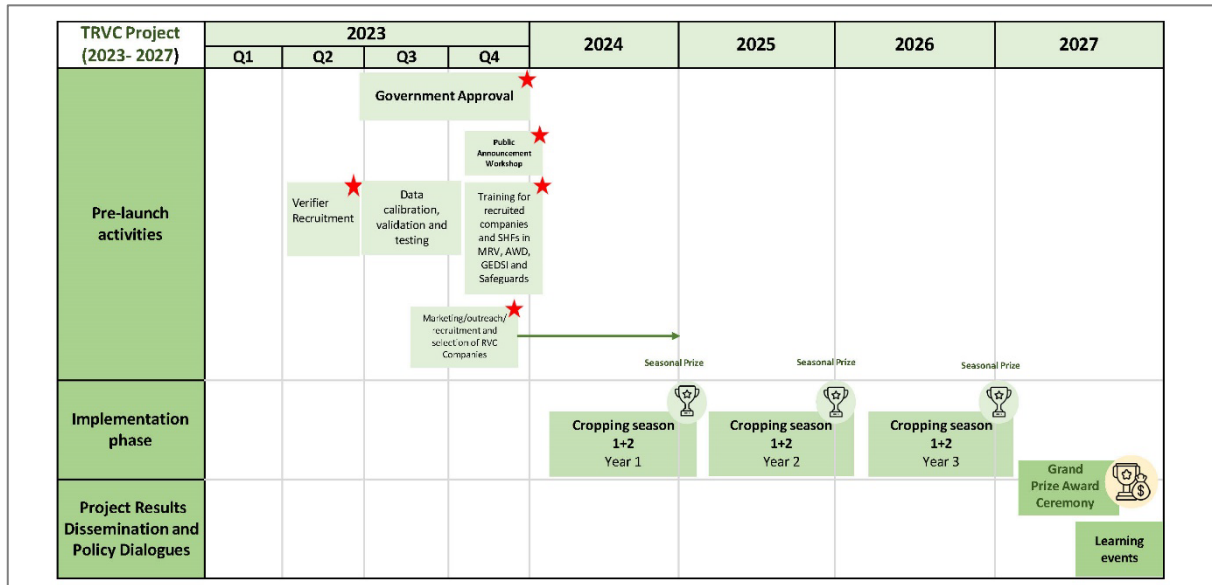 TRVC Project
(2023- 2027)
2023
Q1
Q2
Q3
Q4
2024
2025
2026
2027
Pre-launch
activities
Government Approval
Public
Announcement
Workshop
Verifier
Recruitment
Data
calibration,
validation and
testing
Training for
recruited
companies
and SHFs in
MRV, AWD,
GEDSI and
Safeguards
Marketing/outreach/
recruitment and
selection of RVC
Companies
Seasonal Prize
Seasonal Prize
Seasonal Prize
Implementation
phase
Cropping season
1+2
Year 1
Cropping season
1+2
Year 2
Cropping season
1+2
Year 3
Grand
Prize Award
Ceremony
$
Project Results
Dissemination and
Policy Dialogues
Learning
events